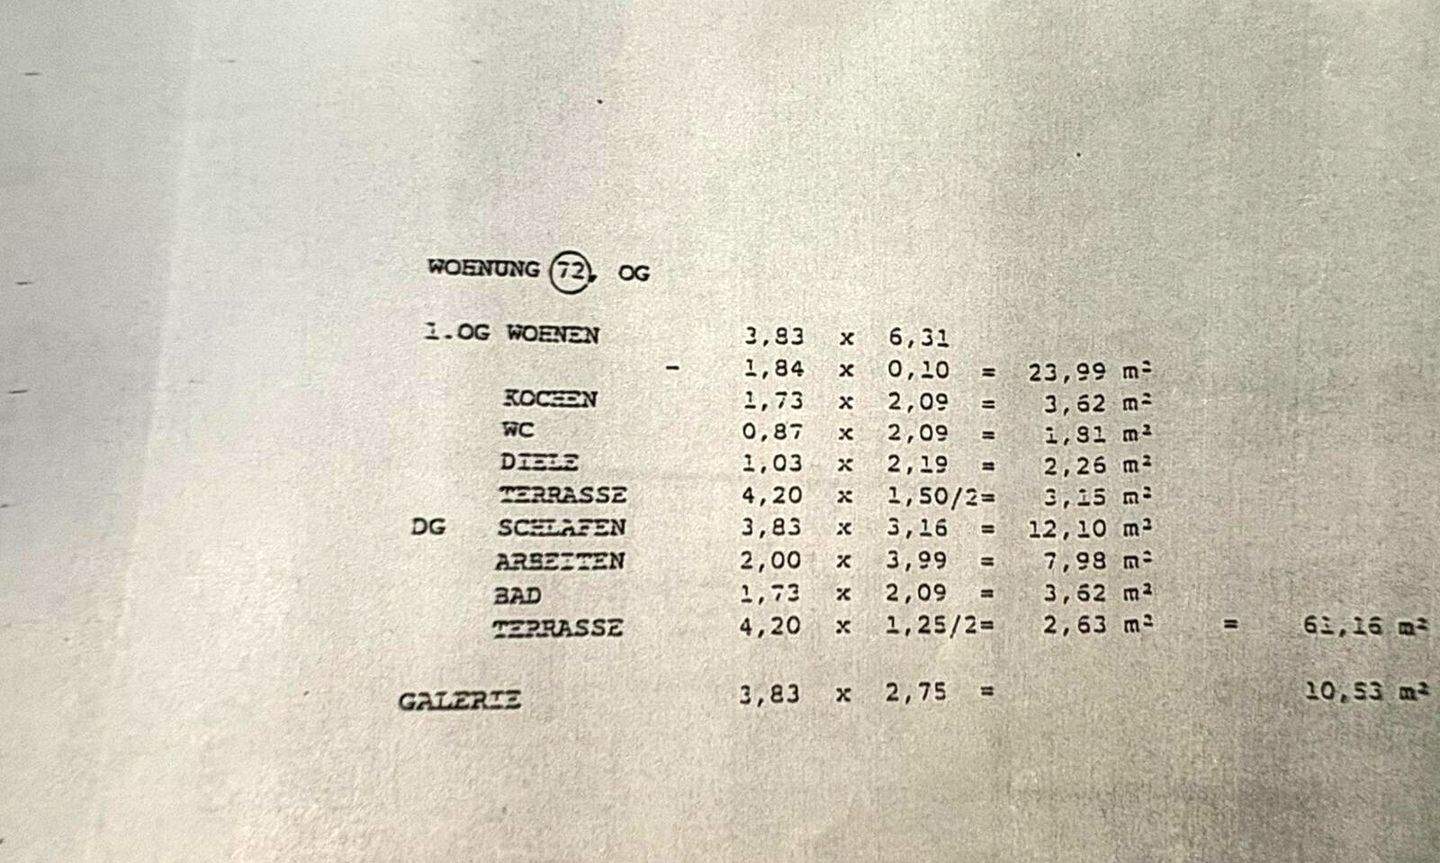 WOHNUNG 72, OG
1.OG WOHNEN 3,83 x 6,31
- 1,84 x 0,10 = 23,99 m²
KOCHEN 1,73 x 2,09 = 3,62 m²
WC 0,87 x 2,09 = 1,81 m²
DIELE 1,03 x 2,19 = 2,26 m²
TERRASSE 4,20 x 1,50/2= 3,15 m²
DG SCHLAFEN 3,83 x 3,16 = 12,10 m²
ARBEITEN 2,00 x 3,99 = 7,98 m²
BAD 1,73 x 2,09 = 3,62 m²
TERRASSE 4,20 x 1,25/2= 2,63 m² = 61,16 m²
GALERIE 3,83 x 2,75 = 10,53 m²